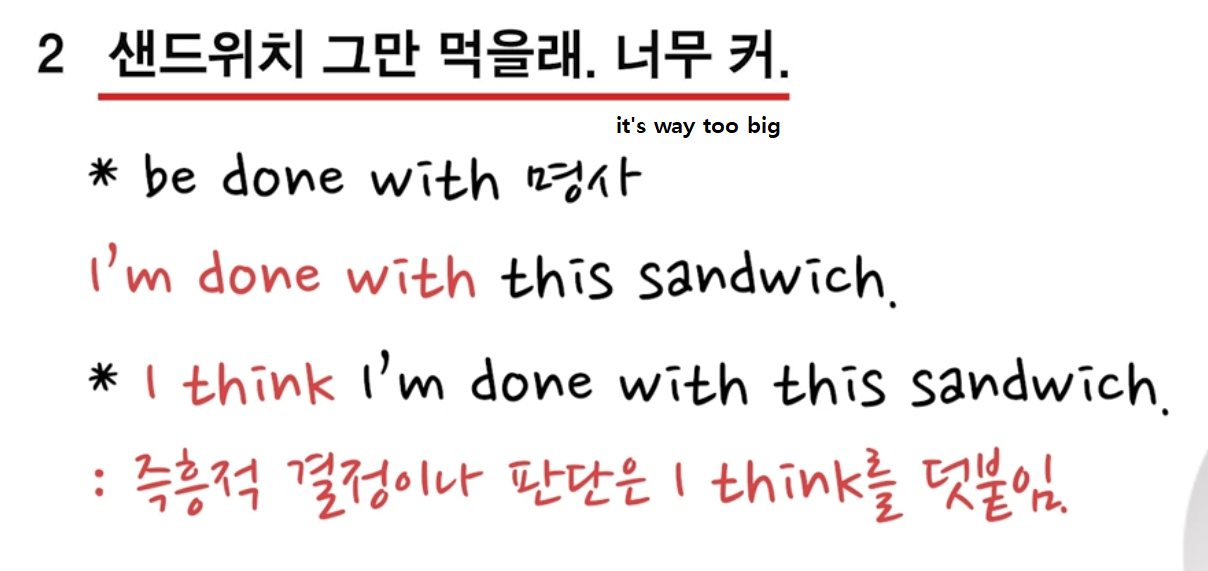 2 샌드위치 그만 먹을래. 너무 커.
it's way too big
* be done with 명사
I'm done with this sandwich.
* I think I'm done with this sandwich.
: 즉흥적 결정이나 판단은 I think를 덧붙임.